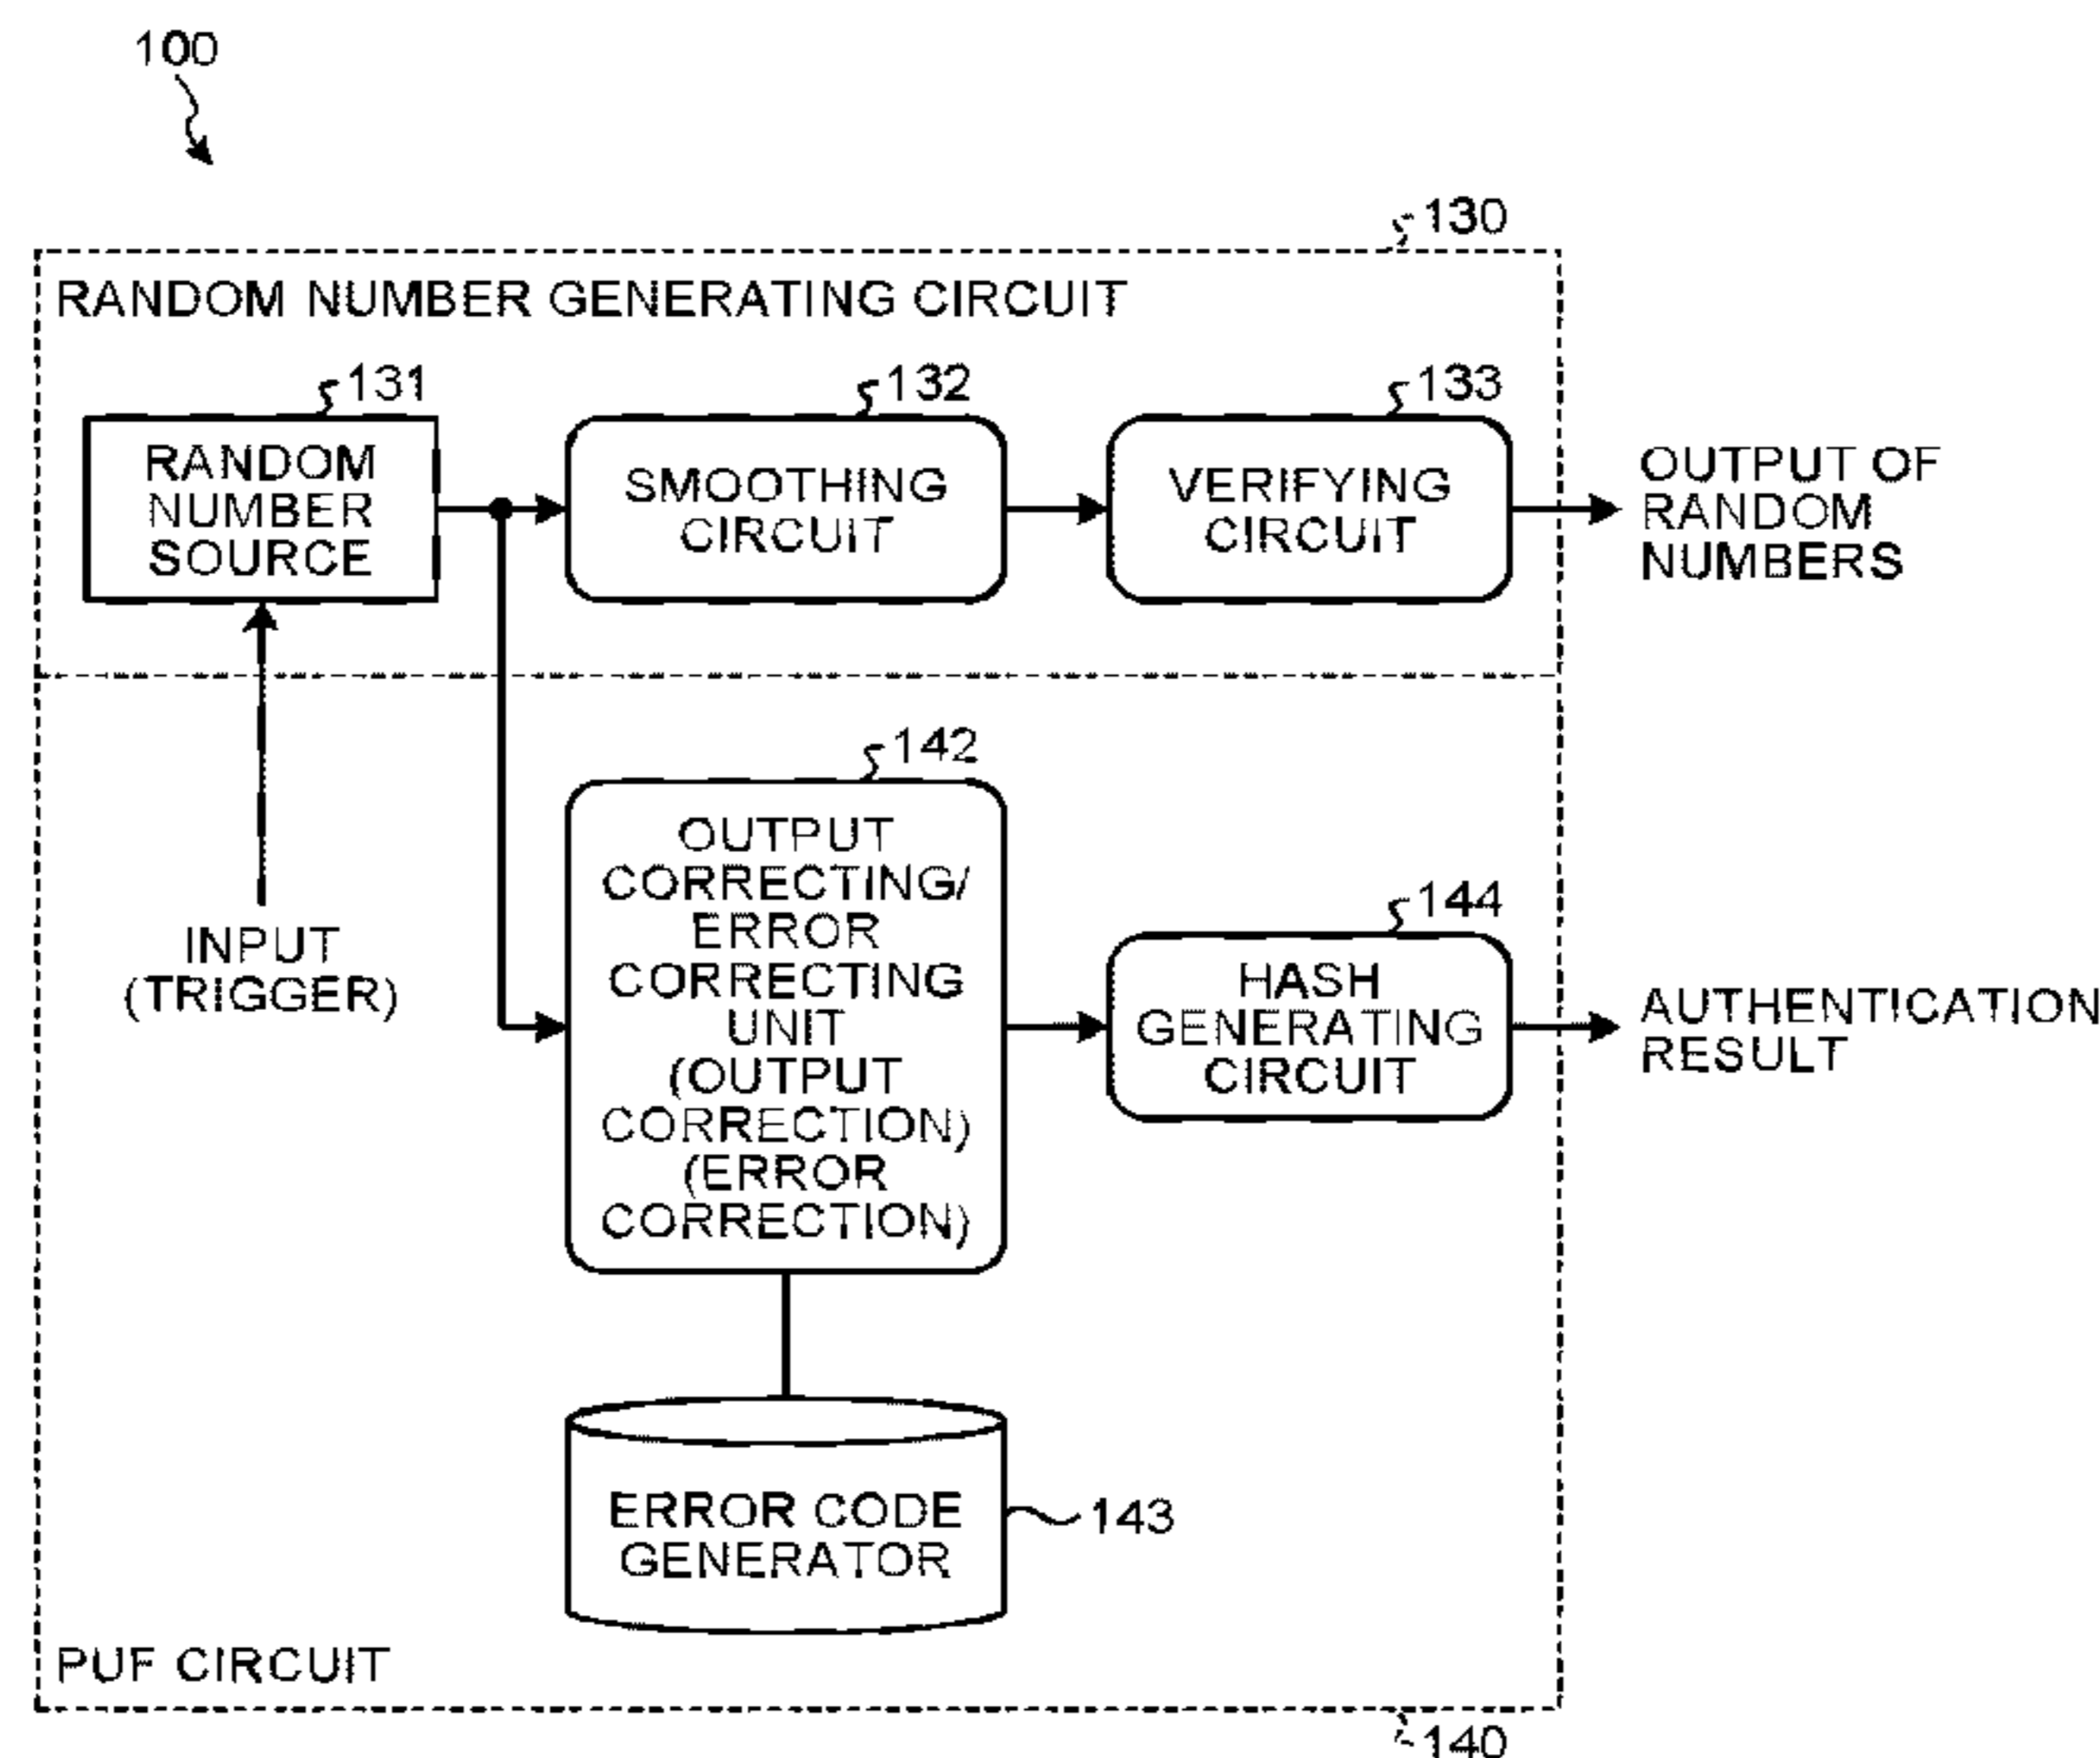 100
130
RANDOM NUMBER GENERATING CIRCUIT
131
RANDOM
NUMBER
SOURCE
132
SMOOTHING
CIRCUIT
133
VERIFYING
CIRCUIT
OUTPUT OF
RANDOM
NUMBERS
INPUT
(TRIGGER)
142
OUTPUT
CORRECTING/
ERROR
CORRECTING
UNIT
(OUTPUT
CORRECTION)
(ERROR
CORRECTION)
144
HASH
GENERATING
CIRCUIT
AUTHENTICATION
RESULT
ERROR CODE
GENERATOR
143
PUF CIRCUIT
140